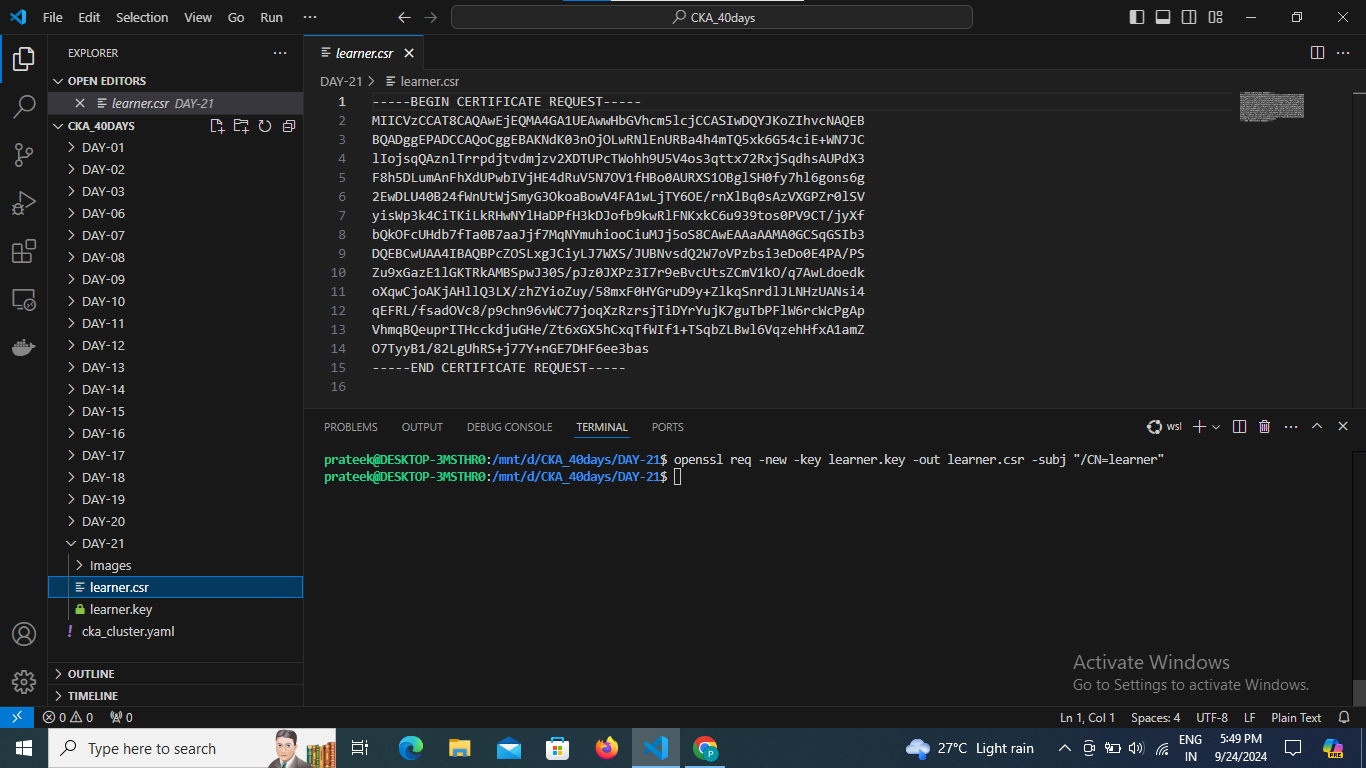 File Edit Selection View Go Run ··· CKA_40days
EXPLORER ···
OPEN EDITORS
learner.csr DAY-21
CKA_40DAYS
DAY-01
DAY-02
DAY-03
DAY-06
DAY-07
DAY-08
DAY-09
DAY-10
DAY-11
DAY-12
DAY-13
DAY-14
DAY-15
DAY-16
DAY-17
DAY-18
DAY-19
DAY-20
DAY-21
Images
learner.csr
learner.key
! cka_cluster.yaml
OUTLINE
TIMELINE
learner.csr
DAY-21 > learner.csr
1 -----BEGIN CERTIFICATE REQUEST-----
2 MIICVzCCAT8CAQAwEjEQMA4GA1UEAwwHbGVhcm5lcjCCASIwDQYJKoZIhvcNAQEB
3 BQADggEPADCCAQoCggEBAKNdK03nOjOLwRNlEnURBa4h4mTQ5xk6G54ciE+WN7JC
4 lIojsqQAznlTrrpdjtvdmjzv2XDTUPcTWohh9U5V4os3qttx72RxjSqdhsAUPdX3
5 F8h5DLumAnFhXdUPwbIVjHE4dRuV5N7OV1fHBo0AURXS1OBglSH0fy7hl6gons6g
6 2EwDLU40B24fWnUtWjSmyG3OkoaBowV4FA1wLjTY6OE/rnXlBq0sAzVXGPZr0lSV
7 yisWp3k4CiTKiLkRHwNYlHaDPfH3kDJofb9kwRlFNKxkC6u939tos0PV9CT/jyXf
8 bQkOFcUHdb7fTa0B7aaJjf7MqNYmuhiooCiuMJj5oS8CAwEAAaAAMA0GCSqGSIb3
9 DQEBCwUAA4IBAQBPcZOSLxgJCiyLJ7WXS/JUBNvsdQ2W7oVPzbsi3eDo0E4PA/PS
10 Zu9xGazE1lGKTRkAMBSpwJ30S/pJz0JXPz3I7r9eBvcUtsZCmV1kO/q7AwLdoedk
11 oXqwCjoAKjAHllQ3LX/zhZYioZuy/58mxF0HYGruD9y+ZlkqSnrdlJLNHzUANsi4
12 qEFRL/fsadOVc8/p9chn96vWC77joqXzRzrsjTiDYrYujK7guTbPFlW6rcWcPgAp
13 VhmqBQeuprITHcckdjuGHe/Zt6xGX5hCxqTfWIf1+TSqbZLBwl6VqzehHfxA1amZ
14 O7TyyB1/82LgUhRS+j77Y+nGE7DHF6ee3bas
15 -----END CERTIFICATE REQUEST-----
16
PROBLEMS OUTPUT DEBUG CONSOLE TERMINAL PORTS wsl
prateek@DESKTOP-3MSTHR0:/mnt/d/CKA_40days/DAY-21$ openssl req -new -key learner.key -out learner.csr -subj "/CN=learner"
prateek@DESKTOP-3MSTHR0:/mnt/d/CKA_40days/DAY-21$
Activate Windows
Go to Settings to activate Windows.
0 0 0 Ln 1, Col 1 Spaces: 4 UTF-8 LF Plain Text
Type here to search 27°C Light rain ENG IN 5:49 PM 9/24/2024 PRE